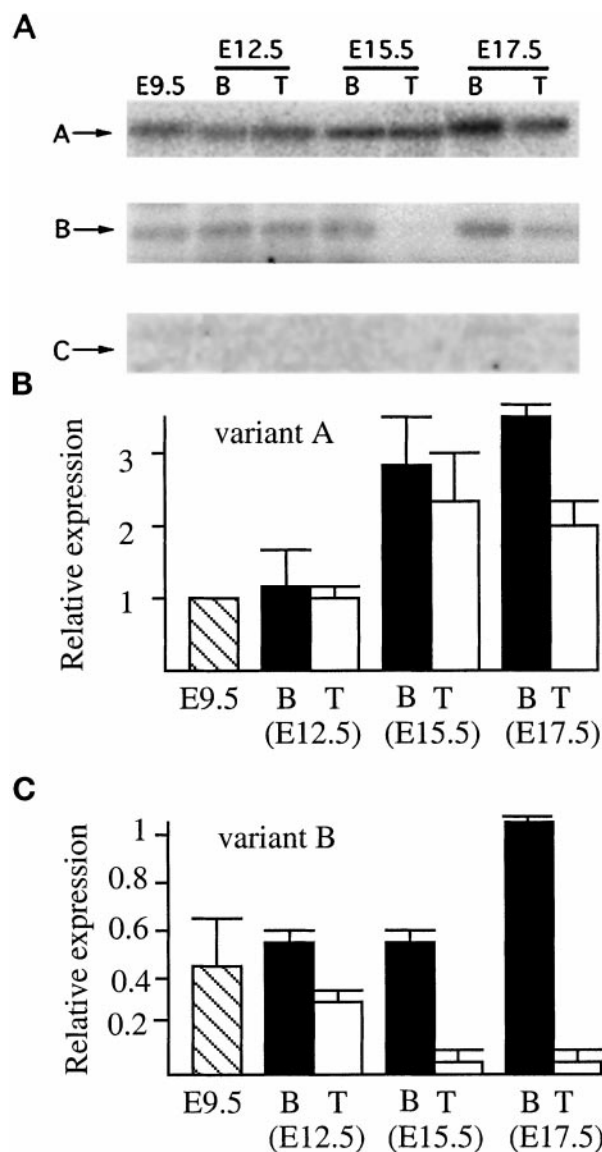 A
E12.5 E15.5 E17.5
E9.5 B T B T B T
A
B
C
B
variant A
Relative expression
3
2
1
E9.5 B T B T B T
(E12.5) (E15.5) (E17.5)
C
variant B
Relative expression
1
0.8
0.6
0.4
0.2
E9.5 B T B T B T
(E12.5) (E15.5) (E17.5)